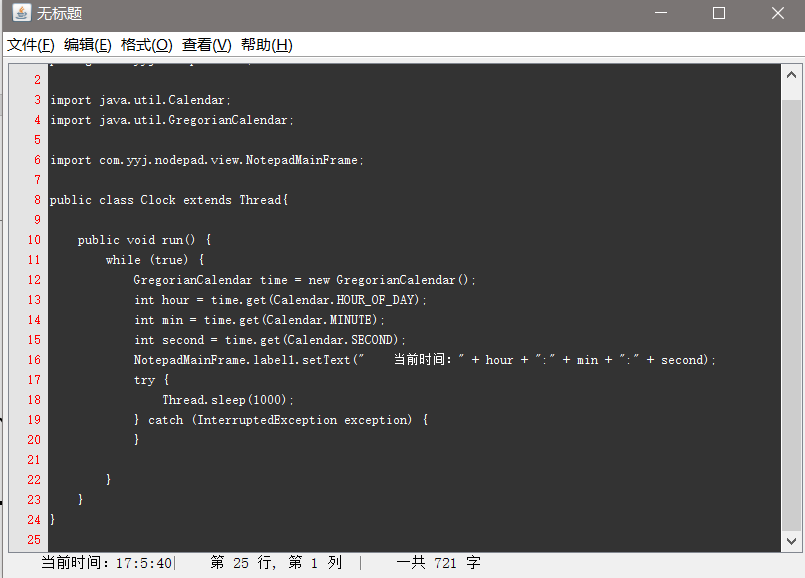 无标题
文件(F) 编辑(E) 格式(O) 查看(V) 帮助(H)
2
3 import java.util.Calendar;
4 import java.util.GregorianCalendar;
5
6 import com.yyj.nodepad.view.NotepadMainFrame;
7
8 public class Clock extends Thread{
9
10 public void run() {
11 while (true) {
12 GregorianCalendar time = new GregorianCalendar();
13 int hour = time.get(Calendar.HOUR_OF_DAY);
14 int min = time.get(Calendar.MINUTE);
15 int second = time.get(Calendar.SECOND);
16 NotepadMainFrame.label1.setText("    当前时间：" + hour + ":" + min + ":" + second);
17 try {
18 Thread.sleep(1000);
19 } catch (InterruptedException exception) {
20 }
21
22 }
23 }
24 }
25
当前时间：17:5:40| 第 25 行, 第 1 列 | 一共 721 字